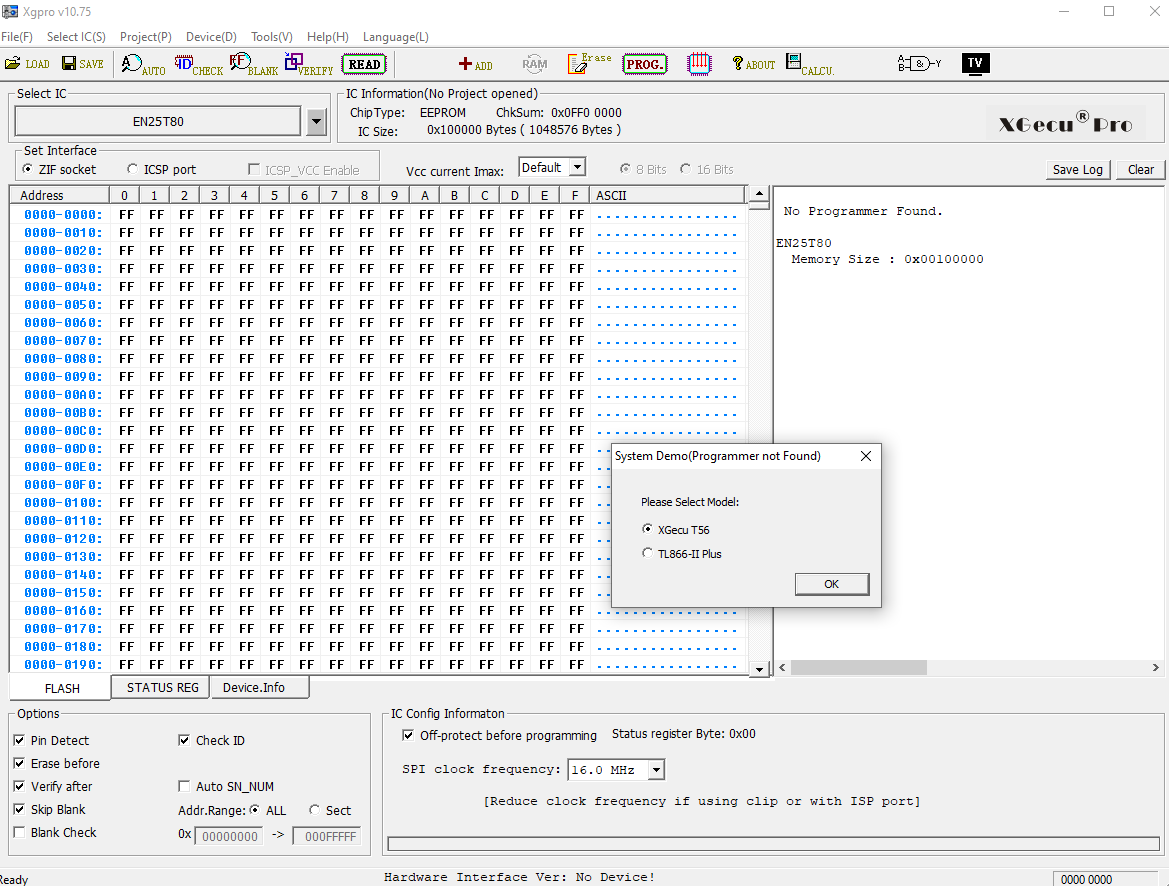 Xgpro v10.75
File(F) Select IC(S) Project(P) Device(D) Tools(V) Help(H) Language(L)
LOAD SAVE AUTO CHECK BLANK VERIFY READ ADD RAM Erase PROG. ABOUT CALCU. TV
Select IC
EN25T80
IC Information(No Project opened)
ChipType: EEPROM ChkSum: 0x0FF0 0000
IC Size: 0x100000 Bytes ( 1048576 Bytes )
XGecu® Pro
Set Interface
ZIF socket ICSP port ICSP_VCC Enable Vcc current Imax: Default 8 Bits 16 Bits Save Log Clear
Address 0 1 2 3 4 5 6 7 8 9 A B C D E F ASCII
0000-0000: FF FF FF FF FF FF FF FF FF FF FF FF FF FF FF FF ................
0000-0010: FF FF FF FF FF FF FF FF FF FF FF FF FF FF FF FF ................
0000-0020: FF FF FF FF FF FF FF FF FF FF FF FF FF FF FF FF ................
0000-0030: FF FF FF FF FF FF FF FF FF FF FF FF FF FF FF FF ................
0000-0040: FF FF FF FF FF FF FF FF FF FF FF FF FF FF FF FF ................
0000-0050: FF FF FF FF FF FF FF FF FF FF FF FF FF FF FF FF ................
0000-0060: FF FF FF FF FF FF FF FF FF FF FF FF FF FF FF FF ................
0000-0070: FF FF FF FF FF FF FF FF FF FF FF FF FF FF FF FF ................
0000-0080: FF FF FF FF FF FF FF FF FF FF FF FF FF FF FF FF ................
0000-0090: FF FF FF FF FF FF FF FF FF FF FF FF FF FF FF FF ................
0000-00A0: FF FF FF FF FF FF FF FF FF FF FF FF FF FF FF FF ................
0000-00B0: FF FF FF FF FF FF FF FF FF FF FF FF FF FF FF FF ................
0000-00C0: FF FF FF FF FF FF FF FF FF FF FF FF FF FF FF FF ................
0000-00D0: FF FF FF FF FF FF FF FF FF FF FF FF FF FF FF FF .
0000-00E0: FF FF FF FF FF FF FF FF FF FF FF FF FF FF FF FF .
0000-00F0: FF FF FF FF FF FF FF FF FF FF FF FF FF FF FF FF .
0000-0100: FF FF FF FF FF FF FF FF FF FF FF FF FF FF FF FF .
0000-0110: FF FF FF FF FF FF FF FF FF FF FF FF FF FF FF FF .
0000-0120: FF FF FF FF FF FF FF FF FF FF FF FF FF FF FF FF .
0000-0130: FF FF FF FF FF FF FF FF FF FF FF FF FF FF FF FF .
0000-0140: FF FF FF FF FF FF FF FF FF FF FF FF FF FF FF FF .
0000-0150: FF FF FF FF FF FF FF FF FF FF FF FF FF FF FF FF .
0000-0160: FF FF FF FF FF FF FF FF FF FF FF FF FF FF FF FF ................
0000-0170: FF FF FF FF FF FF FF FF FF FF FF FF FF FF FF FF ................
0000-0180: FF FF FF FF FF FF FF FF FF FF FF FF FF FF FF FF ................
0000-0190: FF FF FF FF FF FF FF FF FF FF FF FF FF FF FF FF ................
No Programmer Found.
EN25T80
Memory Size : 0x00100000
System Demo(Programmer not Found)
Please Select Model:
XGecu T56
TL866-II Plus
OK
FLASH STATUS REG Device.Info
Options
Pin Detect Check ID
Erase before
Verify after Auto SN_NUM
Skip Blank Addr.Range: ALL Sect
Blank Check 0x 00000000 -> 000FFFFF
IC Config Informaton
Off-protect before programming Status register Byte: 0x00
SPI clock frequency: 16.0 MHz
[Reduce clock frequency if using clip or with ISP port]
Ready Hardware Interface Ver: No Device! 0000 0000